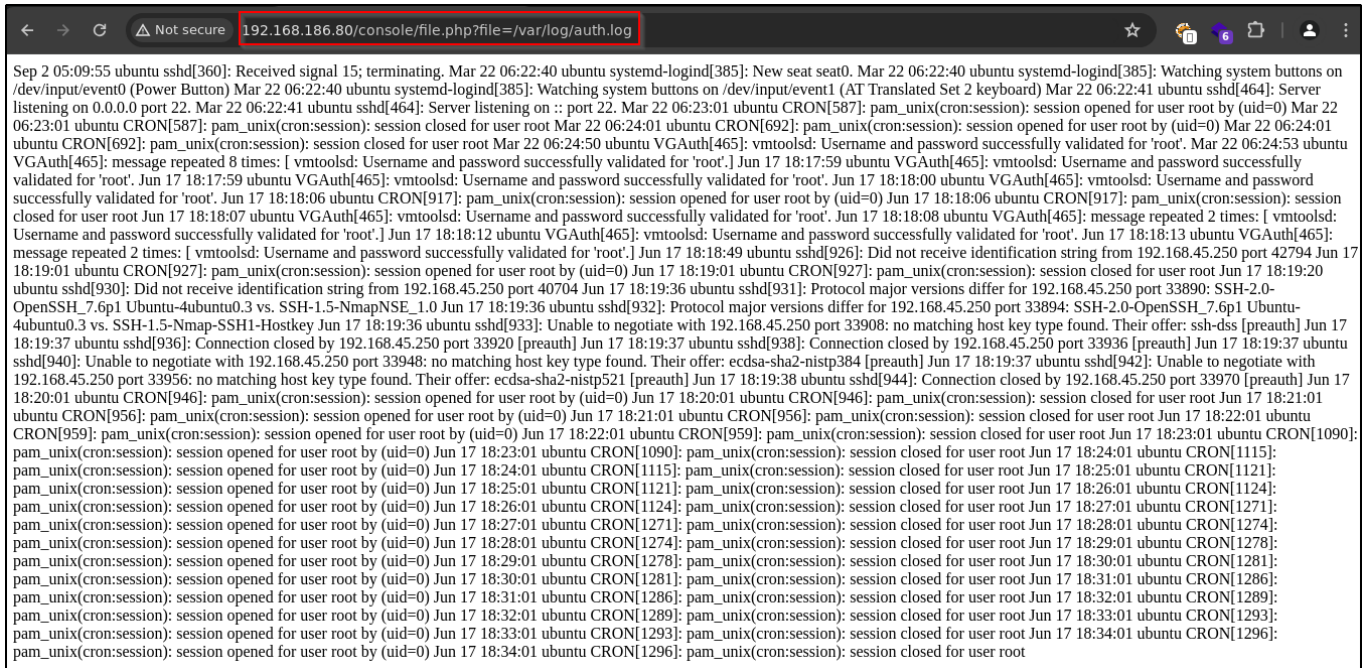 Not secure 192.168.186.80/console/file.php?file=/var/log/auth.log 6
Sep 2 05:09:55 ubuntu sshd[360]: Received signal 15; terminating. Mar 22 06:22:40 ubuntu systemd-logind[385]: New seat seat0. Mar 22 06:22:40 ubuntu systemd-logind[385]: Watching system buttons on
/dev/input/event0 (Power Button) Mar 22 06:22:40 ubuntu systemd-logind[385]: Watching system buttons on /dev/input/event1 (AT Translated Set 2 keyboard) Mar 22 06:22:41 ubuntu sshd[464]: Server
listening on 0.0.0.0 port 22. Mar 22 06:22:41 ubuntu sshd[464]: Server listening on :: port 22. Mar 22 06:23:01 ubuntu CRON[587]: pam_unix(cron:session): session opened for user root by (uid=0) Mar 22
06:23:01 ubuntu CRON[587]: pam_unix(cron:session): session closed for user root Mar 22 06:24:01 ubuntu CRON[692]: pam_unix(cron:session): session opened for user root by (uid=0) Mar 22 06:24:01
ubuntu CRON[692]: pam_unix(cron:session): session closed for user root Mar 22 06:24:50 ubuntu VGAuth[465]: vmtoolsd: Username and password successfully validated for 'root'. Mar 22 06:24:53 ubuntu
VGAuth[465]: message repeated 8 times: [ vmtoolsd: Username and password successfully validated for 'root'.] Jun 17 18:17:59 ubuntu VGAuth[465]: vmtoolsd: Username and password successfully
validated for 'root'. Jun 17 18:17:59 ubuntu VGAuth[465]: vmtoolsd: Username and password successfully validated for 'root'. Jun 17 18:18:00 ubuntu VGAuth[465]: vmtoolsd: Username and password
successfully validated for 'root'. Jun 17 18:18:06 ubuntu CRON[917]: pam_unix(cron:session): session opened for user root by (uid=0) Jun 17 18:18:06 ubuntu CRON[917]: pam_unix(cron:session): session
closed for user root Jun 17 18:18:07 ubuntu VGAuth[465]: vmtoolsd: Username and password successfully validated for 'root'. Jun 17 18:18:08 ubuntu VGAuth[465]: message repeated 2 times: [ vmtoolsd:
Username and password successfully validated for 'root'.] Jun 17 18:18:12 ubuntu VGAuth[465]: vmtoolsd: Username and password successfully validated for 'root'. Jun 17 18:18:13 ubuntu VGAuth[465]:
message repeated 2 times: [ vmtoolsd: Username and password successfully validated for 'root'.] Jun 17 18:18:49 ubuntu sshd[926]: Did not receive identification string from 192.168.45.250 port 42794 Jun 17
18:19:01 ubuntu CRON[927]: pam_unix(cron:session): session opened for user root by (uid=0) Jun 17 18:19:01 ubuntu CRON[927]: pam_unix(cron:session): session closed for user root Jun 17 18:19:20
ubuntu sshd[930]: Did not receive identification string from 192.168.45.250 port 40704 Jun 17 18:19:36 ubuntu sshd[931]: Protocol major versions differ for 192.168.45.250 port 33890: SSH-2.0-
OpenSSH_7.6p1 Ubuntu-4ubuntu0.3 vs. SSH-1.5-NmapNSE_1.0 Jun 17 18:19:36 ubuntu sshd[932]: Protocol major versions differ for 192.168.45.250 port 33894: SSH-2.0-OpenSSH_7.6p1 Ubuntu-
4ubuntu0.3 vs. SSH-1.5-Nmap-SSH1-Hostkey Jun 17 18:19:36 ubuntu sshd[933]: Unable to negotiate with 192.168.45.250 port 33908: no matching host key type found. Their offer: ssh-dss [preauth] Jun 17
18:19:37 ubuntu sshd[936]: Connection closed by 192.168.45.250 port 33920 [preauth] Jun 17 18:19:37 ubuntu sshd[938]: Connection closed by 192.168.45.250 port 33936 [preauth] Jun 17 18:19:37 ubuntu
sshd[940]: Unable to negotiate with 192.168.45.250 port 33948: no matching host key type found. Their offer: ecdsa-sha2-nistp384 [preauth] Jun 17 18:19:37 ubuntu sshd[942]: Unable to negotiate with
192.168.45.250 port 33956: no matching host key type found. Their offer: ecdsa-sha2-nistp521 [preauth] Jun 17 18:19:38 ubuntu sshd[944]: Connection closed by 192.168.45.250 port 33970 [preauth] Jun 17
18:20:01 ubuntu CRON[946]: pam_unix(cron:session): session opened for user root by (uid=0) Jun 17 18:20:01 ubuntu CRON[946]: pam_unix(cron:session): session closed for user root Jun 17 18:21:01
ubuntu CRON[956]: pam_unix(cron:session): session opened for user root by (uid=0) Jun 17 18:21:01 ubuntu CRON[956]: pam_unix(cron:session): session closed for user root Jun 17 18:22:01 ubuntu
CRON[959]: pam_unix(cron:session): session opened for user root by (uid=0) Jun 17 18:22:01 ubuntu CRON[959]: pam_unix(cron:session): session closed for user root Jun 17 18:23:01 ubuntu CRON[1090]:
pam_unix(cron:session): session opened for user root by (uid=0) Jun 17 18:23:01 ubuntu CRON[1090]: pam_unix(cron:session): session closed for user root Jun 17 18:24:01 ubuntu CRON[1115]:
pam_unix(cron:session): session opened for user root by (uid=0) Jun 17 18:24:01 ubuntu CRON[1115]: pam_unix(cron:session): session closed for user root Jun 17 18:25:01 ubuntu CRON[1121]:
pam_unix(cron:session): session opened for user root by (uid=0) Jun 17 18:25:01 ubuntu CRON[1121]: pam_unix(cron:session): session closed for user root Jun 17 18:26:01 ubuntu CRON[1124]:
pam_unix(cron:session): session opened for user root by (uid=0) Jun 17 18:26:01 ubuntu CRON[1124]: pam_unix(cron:session): session closed for user root Jun 17 18:27:01 ubuntu CRON[1271]:
pam_unix(cron:session): session opened for user root by (uid=0) Jun 17 18:27:01 ubuntu CRON[1271]: pam_unix(cron:session): session closed for user root Jun 17 18:28:01 ubuntu CRON[1274]:
pam_unix(cron:session): session opened for user root by (uid=0) Jun 17 18:28:01 ubuntu CRON[1274]: pam_unix(cron:session): session closed for user root Jun 17 18:29:01 ubuntu CRON[1278]:
pam_unix(cron:session): session opened for user root by (uid=0) Jun 17 18:29:01 ubuntu CRON[1278]: pam_unix(cron:session): session closed for user root Jun 17 18:30:01 ubuntu CRON[1281]:
pam_unix(cron:session): session opened for user root by (uid=0) Jun 17 18:30:01 ubuntu CRON[1281]: pam_unix(cron:session): session closed for user root Jun 17 18:31:01 ubuntu CRON[1286]:
pam_unix(cron:session): session opened for user root by (uid=0) Jun 17 18:31:01 ubuntu CRON[1286]: pam_unix(cron:session): session closed for user root Jun 17 18:32:01 ubuntu CRON[1289]:
pam_unix(cron:session): session opened for user root by (uid=0) Jun 17 18:32:01 ubuntu CRON[1289]: pam_unix(cron:session): session closed for user root Jun 17 18:33:01 ubuntu CRON[1293]:
pam_unix(cron:session): session opened for user root by (uid=0) Jun 17 18:33:01 ubuntu CRON[1293]: pam_unix(cron:session): session closed for user root Jun 17 18:34:01 ubuntu CRON[1296]:
pam_unix(cron:session): session opened for user root by (uid=0) Jun 17 18:34:01 ubuntu CRON[1296]: pam_unix(cron:session): session closed for user root